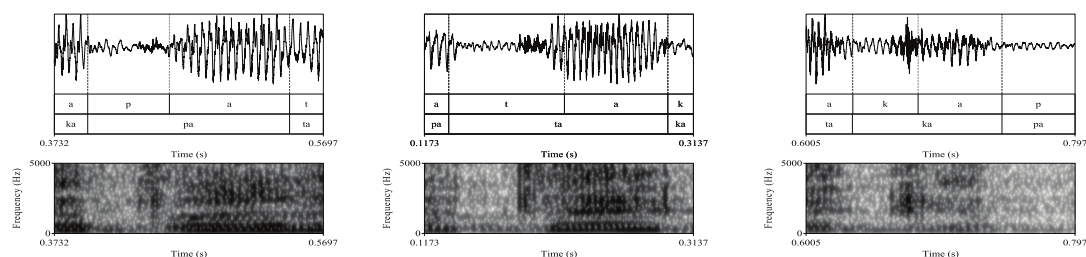 a p a t
ka pa ta
0.3732 0.5697
Time (s)
5000
Frequency (Hz)
0
0.3732 0.5697
Time (s)
a t a k
pa ta ka
0.1173 0.3137
Time (s)
5000
Frequency (Hz)
0
0.1173 0.3137
Time (s)
a k a p
ta ka pa
0.6005 0.797
Time (s)
5000
Frequency (Hz)
0
0.6005 0.797
Time (s)